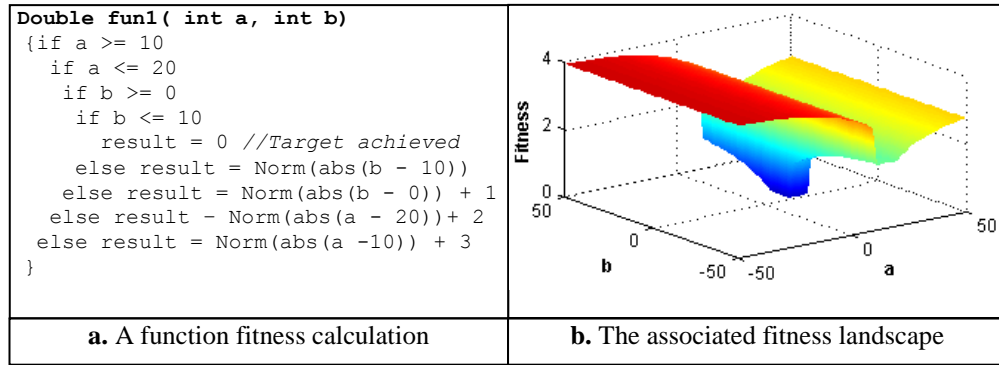 Double fun1( int a, int b)
{if a >= 10
if a <= 20
if b >= 0
if b <= 10
result = 0 //Target achieved
else result = Norm(abs(b - 10))
else result = Norm(abs(b - 0)) + 1
else result - Norm(abs(a - 20))+ 2
else result = Norm(abs(a -10)) + 3
}
4
2
0
Fitness
50
0
-50
b
-50
0
50
a
a. A function fitness calculation
b. The associated fitness landscape